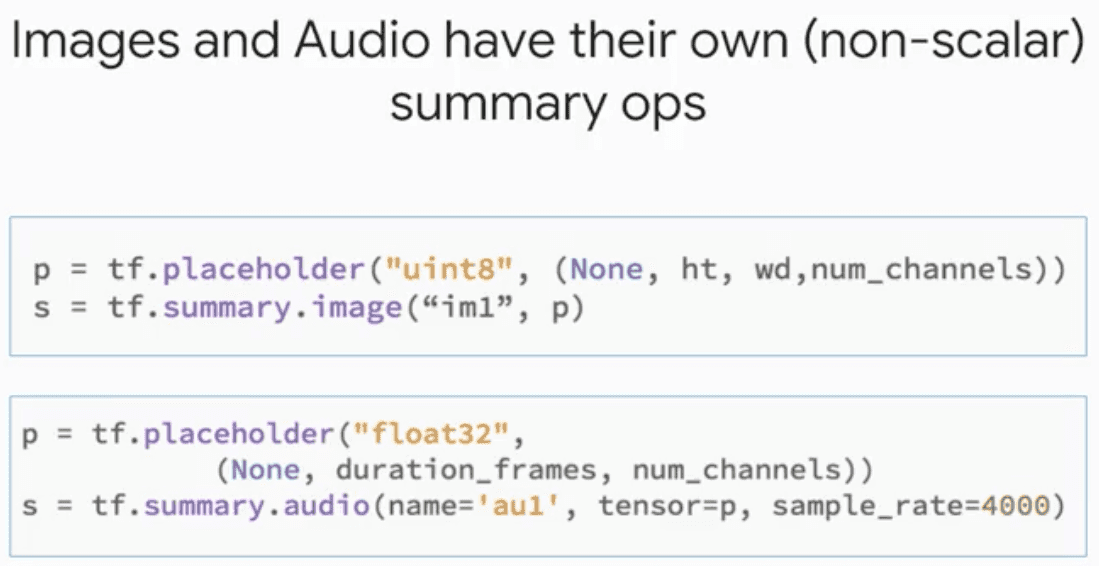 Images and Audio have their own (non-scalar)
summary ops
p = tf.placeholder("uint8", (None, ht, wd,num_channels))
s = tf.summary.image(“im1”, p)
p = tf.placeholder("float32",
(None, duration_frames, num_channels))
s = tf.summary.audio(name='au1', tensor=p, sample_rate=4000)